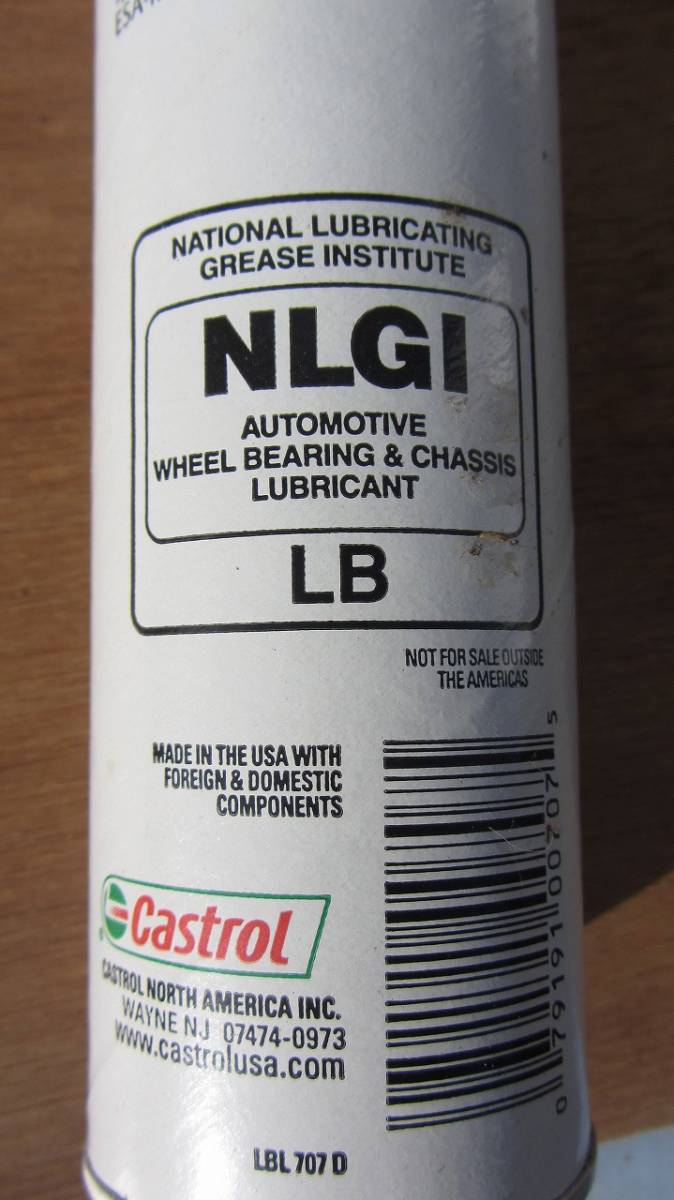 NATIONAL LUBRICATING
GREASE INSTITUTE
NLGI
AUTOMOTIVE
WHEEL BEARING & CHASSIS
LUBRICANT
LB
NOT FOR SALE OUTSIDE
THE AMERICAS
MADE IN THE USA WITH
FOREIGN & DOMESTIC
COMPONENTS
0 79191 00707 5
Castrol
CASTROL NORTH AMERICA INC.
WAYNE NJ 07474-0973
www.castrolusa.com
LBL 707 D